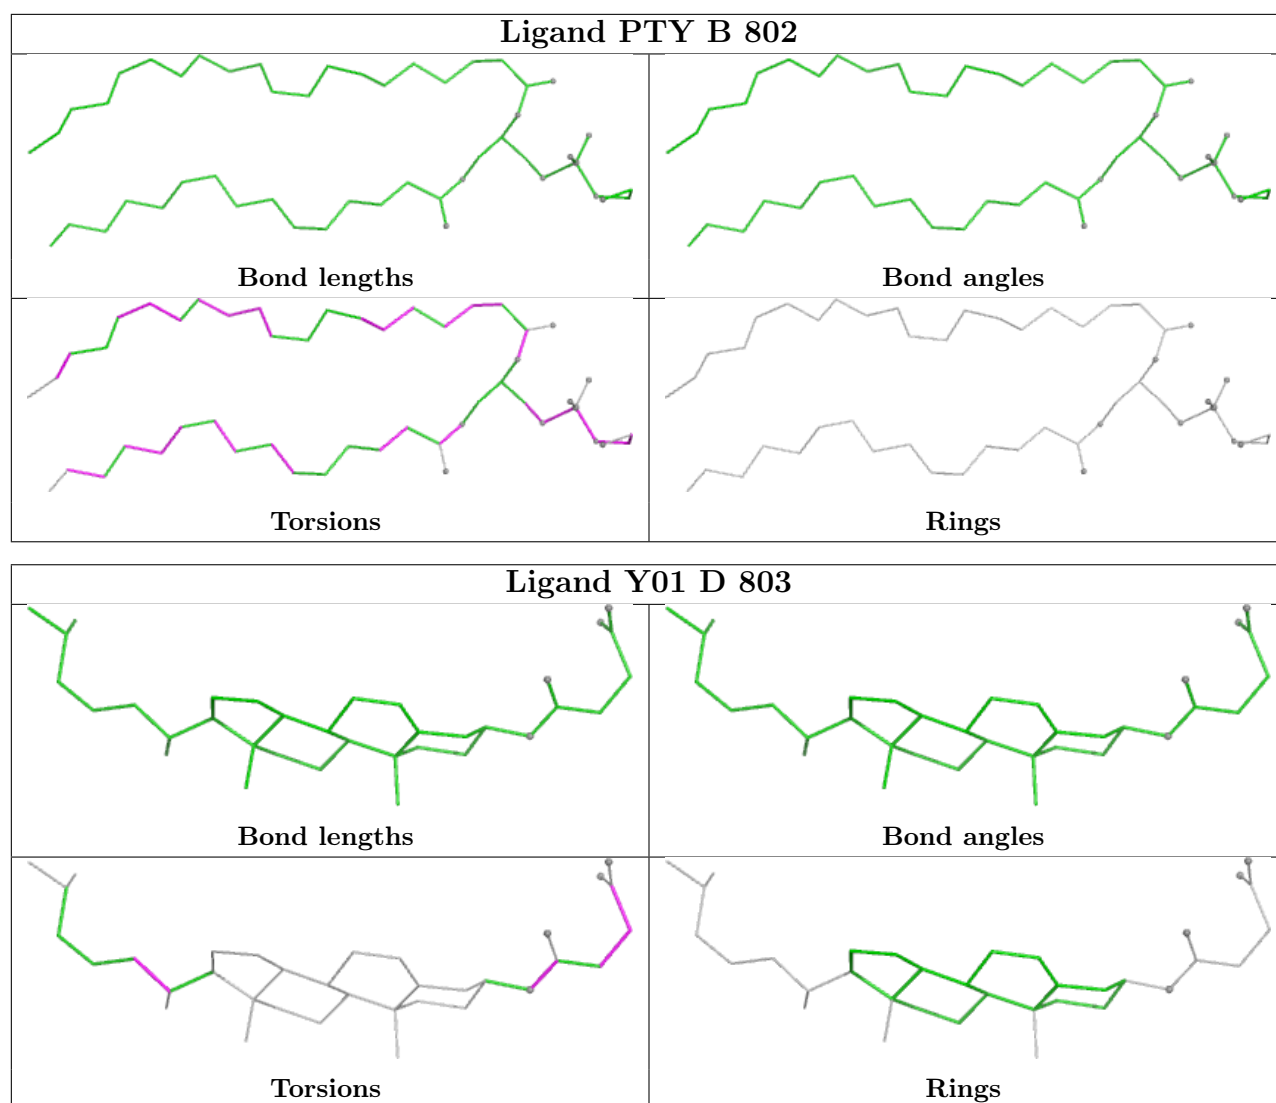 Ligand PTY B 802
Bond lengths
Bond angles
Torsions
Rings
Ligand Y01 D 803
Bond lengths
Bond angles
Torsions
Rings